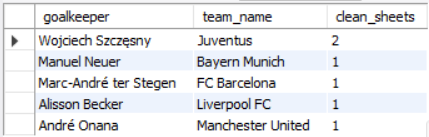 goalkeeper team_name clean_sheets
Wojciech Szczęsny Juventus 2
Manuel Neuer Bayern Munich 1
Marc-André ter Stegen FC Barcelona 1
Alisson Becker Liverpool FC 1
André Onana Manchester United 1